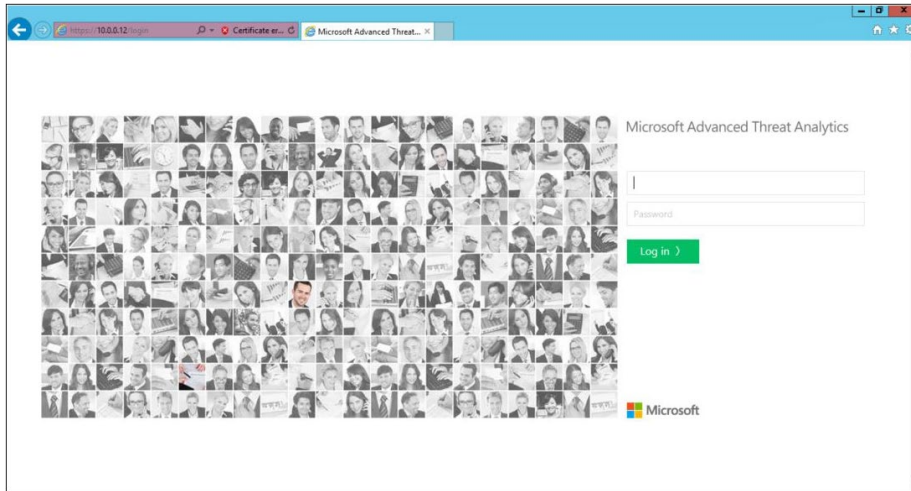 https://10.0.0.12/login
Certificate er...
Microsoft Advanced Threat...
Microsoft Advanced Threat Analytics
Password
Log in
Microsoft